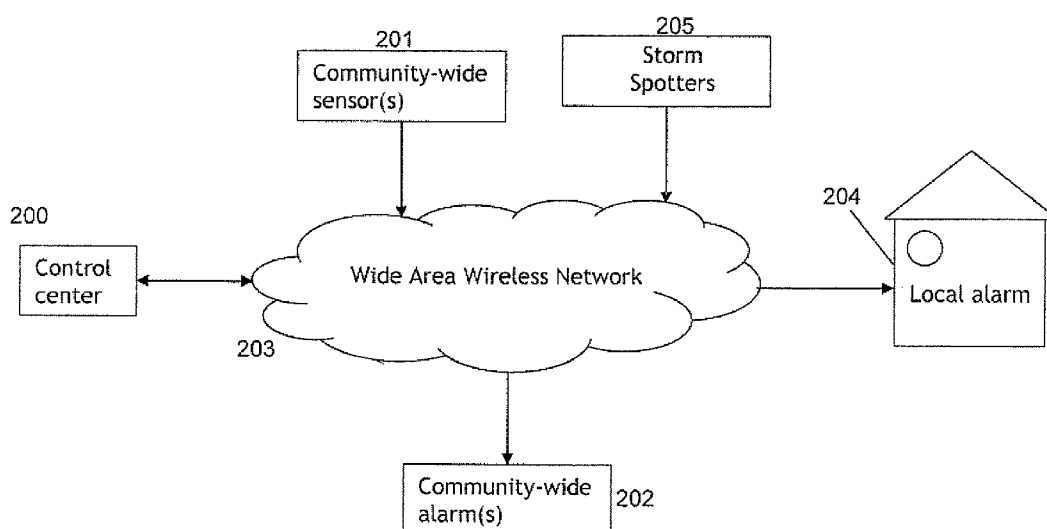 201
Community-wide
sensor(s)
205
Storm
Spotters
200
Control
center
Wide Area Wireless Network
203
204
Local alarm
Community-wide
alarm(s)
202